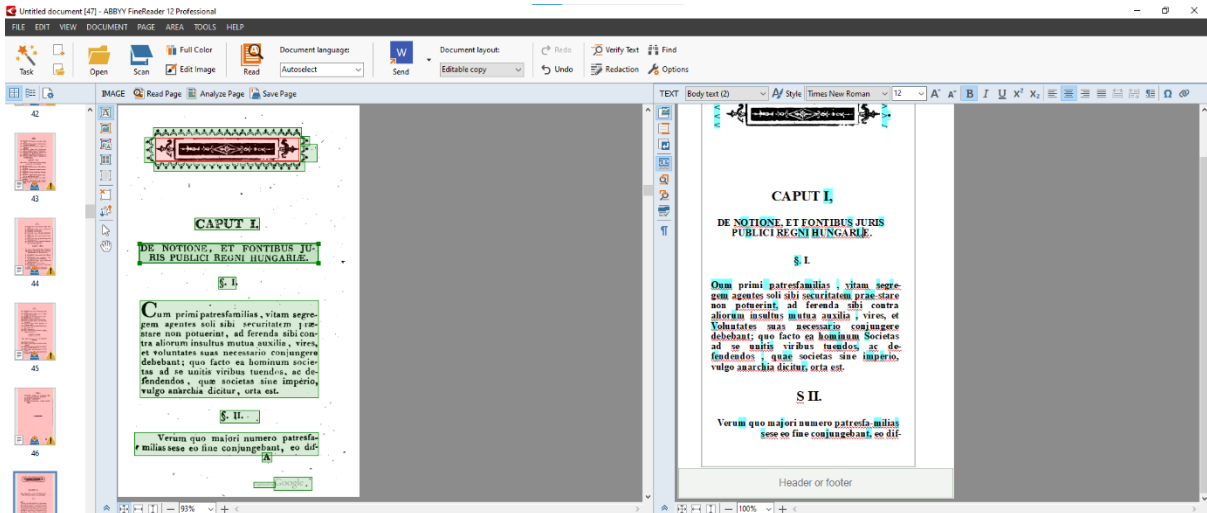 Untitled document [47] - ABBYY FineReader 12 Professional
FILE EDIT VIEW DOCUMENT PAGE AREA TOOLS HELP
Task
Open
Scan
Full Color
Edit Image
Read
Document language:
Autoselect
W
Send
Document layout:
Editable copy
Redo
Undo
Verify Text
Redaction
Find
Options
IMAGE Read Page Analyze Page Save Page
TEXT Body text (2) Style Times New Roman 12 B I U X² X₂ Ω
42
43
44
45
46
CAPUT I.
DE NOTIONE, ET FONTIBUS JU-
RIS PUBLICI REGNI HUNGARIÆ.
§. I.
Cum primi patresfamilias, vitam segre-
gem agentes soli sibi securitatem præ-
stare non potuerint, ad ferenda sibi con-
tra aliorum insultus mutua auxilia, vires,
et voluntates suas necessario conjungere
debebant; quo facto ea hominum socie-
tas ad se unitis viribus tuendos, ac de-
fendendos, quæ societas sine imperio,
vulgo anarchia dicitur, orta est.
§. II.
Verum quo majori numero patresfa-
milias sese eo fine conjungebant, eo dif-
A
Google
93%
CAPUT I,
DE NOTIONE, ET FONTIBUS JURIS
PUBLICI REGNI HUNGARLE.
§. I.
Oum primi patresfamilias , vitam segre-
gem agentes soli sibi securitatem prae-stare
non potuerint, ad ferenda sibi contra
aliorum insultus mutua auxilia , vires, et
Voluntates suas necessario conjungere
debebant; quo facto ea hominum Societas
ad se unitis viribus tuendos, ac de-
fendendos , quae societas sine imperio,
vulgo anarchia dicitur, orta est.
S II.
Verum quo majori numero patresfa-milias
sese eo fine conjungebant, eo dif-
Header or footer
100%